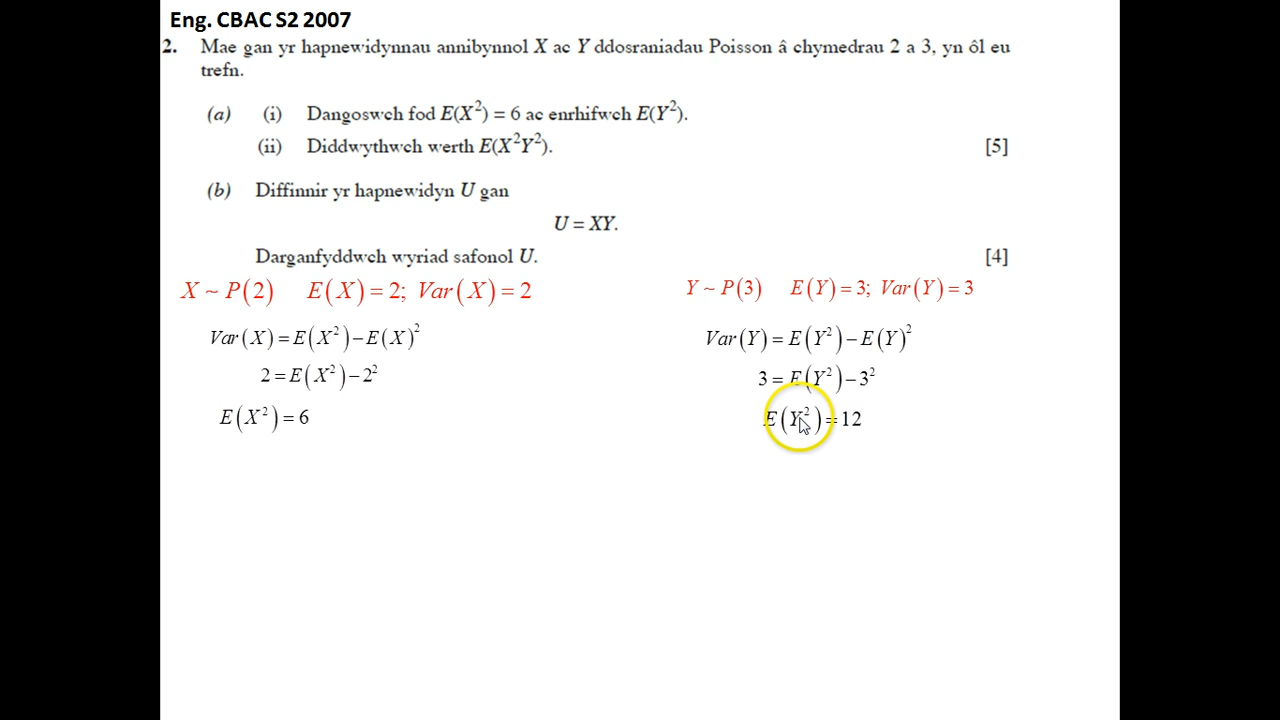 Eng. CBAC S2 2007
2. Mae gan yr hapnewidynnau annibynnol X ac Y ddosraniadau Poisson â chymedrau 2 a 3, yn ôl eu
trefn.
(a) (i) Dangoswch fod E(X²) = 6 ac enrhifwch E(Y²).
(ii) Diddwythwch werth E(X²Y²). [5]
(b) Diffinnir yr hapnewidyn U gan
U = XY.
Darganfyddwch wyriad safonol U. [4]
X ~ P(2) E(X) = 2; Var(X) = 2
Y ~ P(3) E(Y) = 3; Var(Y) = 3
Var(X) = E(X²) − E(X)²
2 = E(X²) − 2²
E(X²) = 6
Var(Y) = E(Y²) − E(Y)²
3 = E(Y²) − 3²
E(Y²) = 12